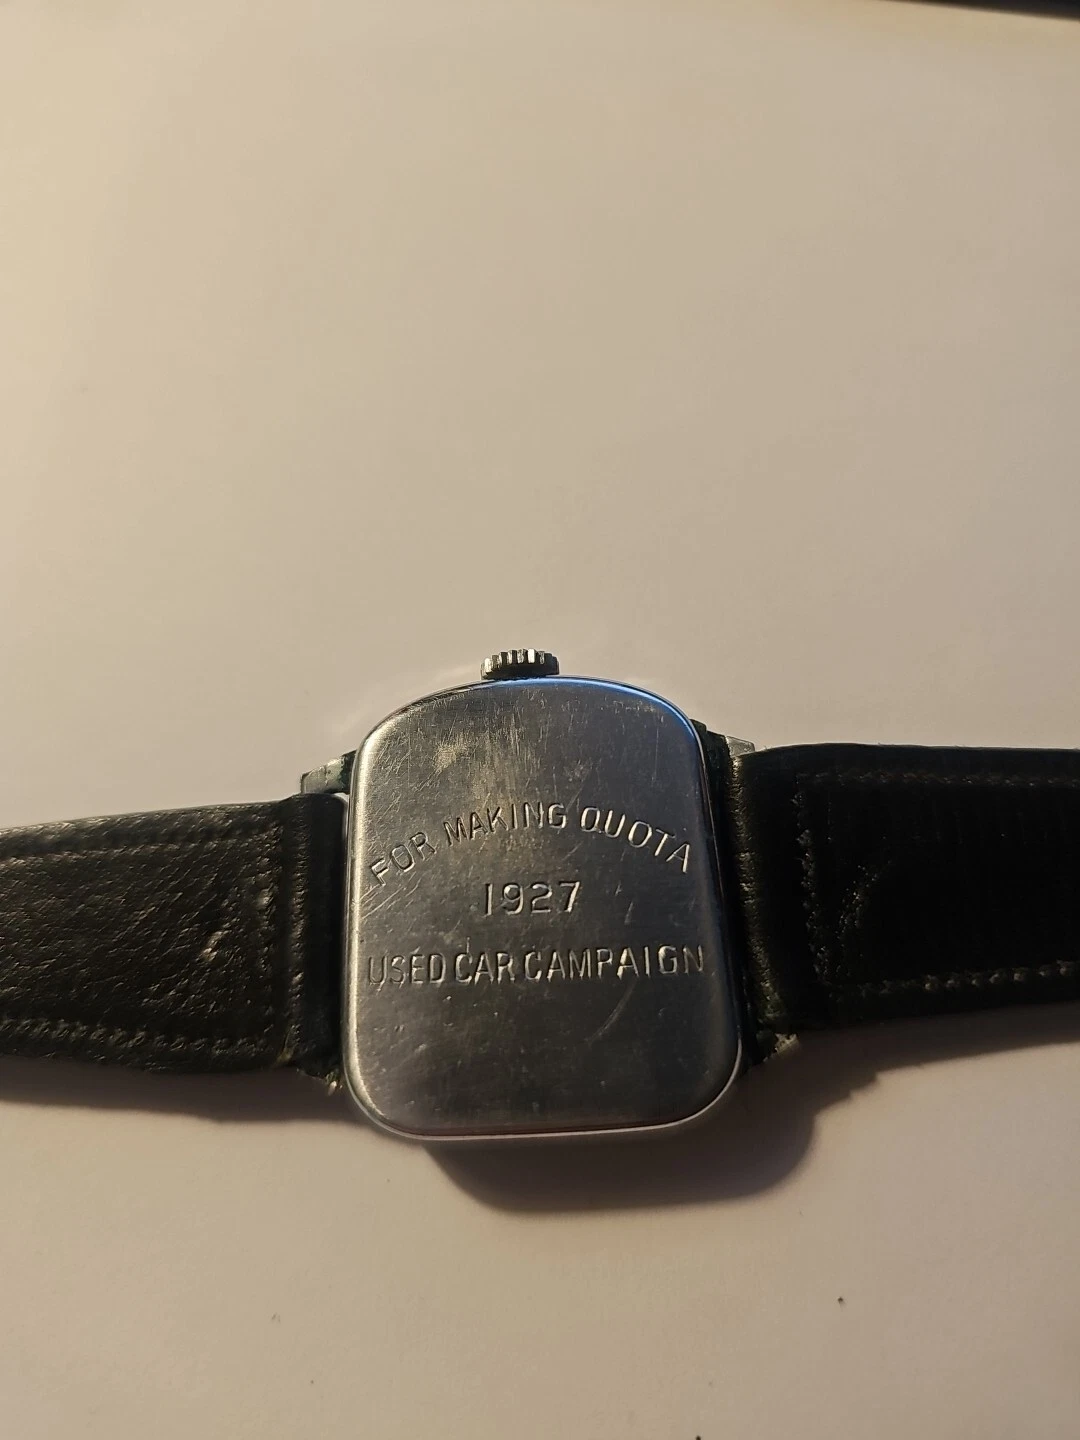 FOR MAKING QUOTA
1927
USED CAR CAMPAIGN